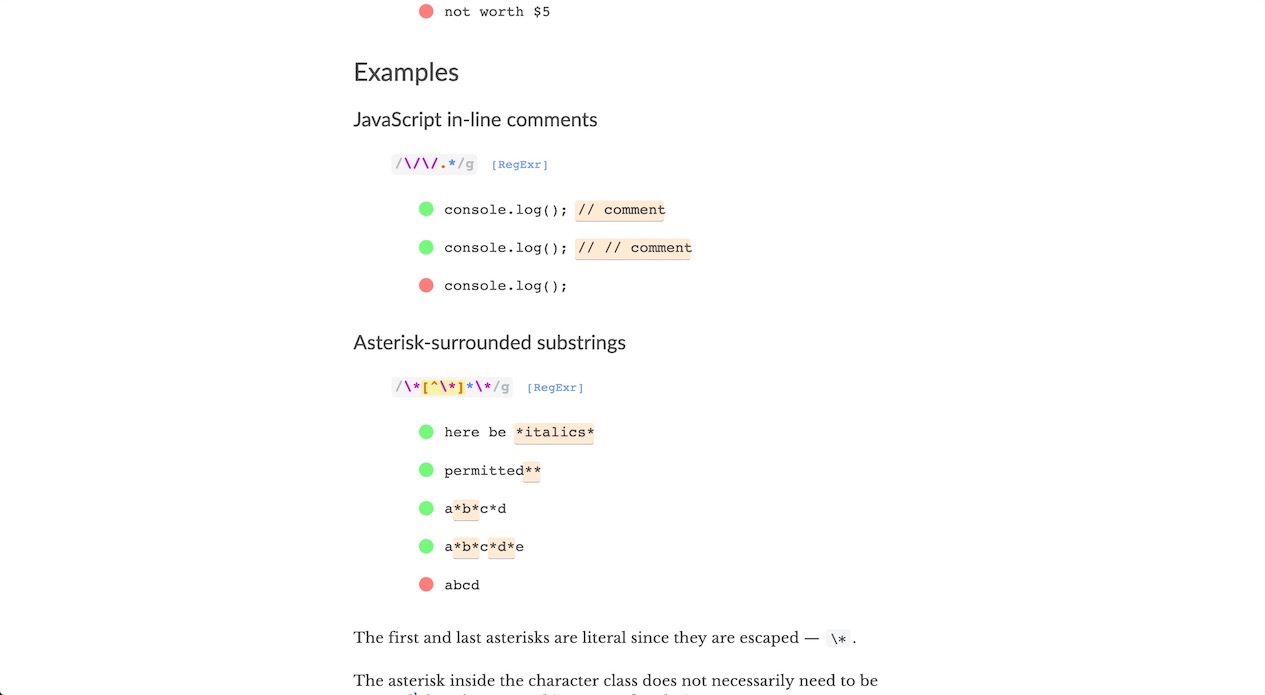 not worth $5
Examples
JavaScript in-line comments
/\/\/.*/g [RegExr]
console.log(); // comment
console.log(); // // comment
console.log();
Asterisk-surrounded substrings
/\*[^\*]*\*/g [RegExr]
here be *italics*
permitted**
a*b*c*d
a*b*c*d*e
abcd
The first and last asterisks are literal since they are escaped — \*.
The asterisk inside the character class does not necessarily need to be